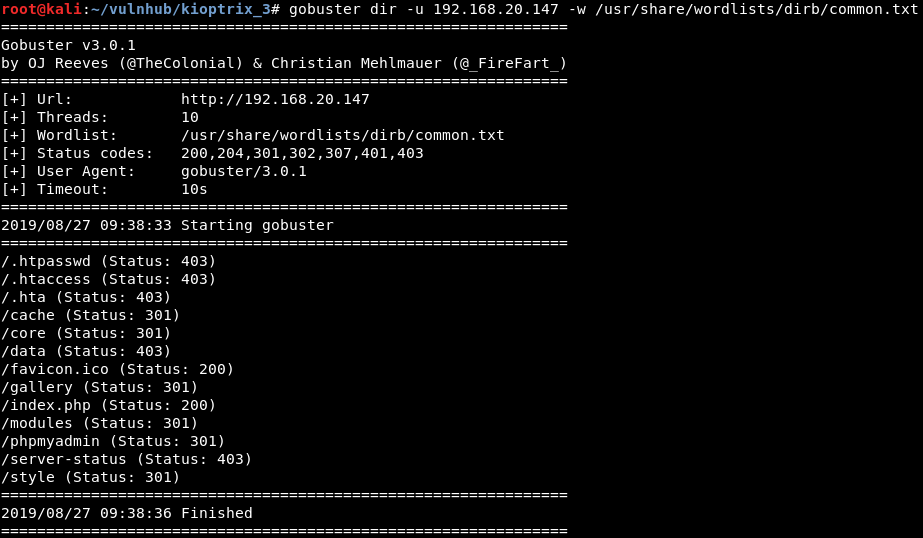 root@kali:~/vulnhub/kioptrix_3# gobuster dir -u 192.168.20.147 -w /usr/share/wordlists/dirb/common.txt
===============================================================
Gobuster v3.0.1
by OJ Reeves (@TheColonial) & Christian Mehlmauer (@_FireFart_)
===============================================================
[+] Url:            http://192.168.20.147
[+] Threads:        10
[+] Wordlist:       /usr/share/wordlists/dirb/common.txt
[+] Status codes:   200,204,301,302,307,401,403
[+] User Agent:     gobuster/3.0.1
[+] Timeout:        10s
===============================================================
2019/08/27 09:38:33 Starting gobuster
===============================================================
/.htpasswd (Status: 403)
/.htaccess (Status: 403)
/.hta (Status: 403)
/cache (Status: 301)
/core (Status: 301)
/data (Status: 403)
/favicon.ico (Status: 200)
/gallery (Status: 301)
/index.php (Status: 200)
/modules (Status: 301)
/phpmyadmin (Status: 301)
/server-status (Status: 403)
/style (Status: 301)
===============================================================
2019/08/27 09:38:36 Finished
===============================================================